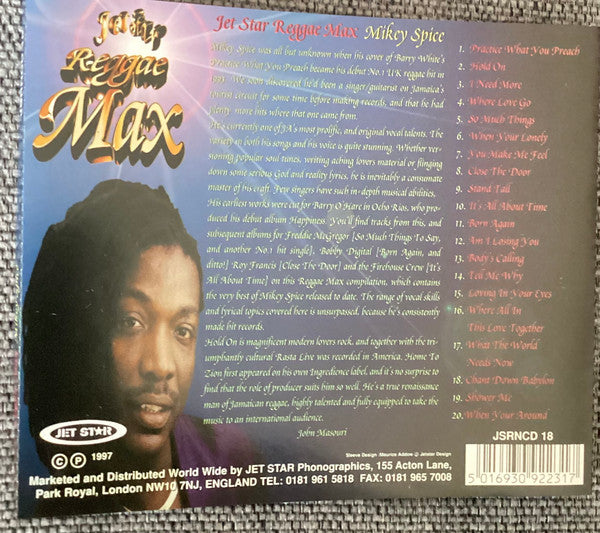 Jet Star
Reggae
Max
Jet Star Reggae Max Mikey Spice
Mikey Spice was all but unknown when his cover of Barry White's
Practice What You Preach became his debut No.1 UK reggae hit in
We soon discovered he'd been a singer/guitarist on Jamaica's
tourist circuit for some time before making records, and that he had
plenty more hits where that one came from.
He's currently one of JA's most prolific, and original vocal talents. The
variety on both his songs and his voice is quite stunning. Whether ver-
sioning popular soul tunes, writing aching lovers material or flinging
down some serious God and reality lyrics, he is inevitably a consumate
master of his craft. Few singers have such in-depth musical abilities.
His earliest works were cut for Barry O'Hare in Ocho Rios, who pro-
duced his debut album Happiness. You'll find tracks from this, and
subsequent albums for Freddie McGregor [So Much Things To Say,
and another No.1 hit single], Bobby Digital [Born Again, and
ditto!] Roy Francis [Close The Door] and the Firehouse Crew [It's
All About Time] on this Reggae Max compilation, which contains
the very best of Mikey Spice released to date. The range of vocal skills
and lyrical topics covered here is unsurpassed, because he's consistently
made hit records.
Hold On is magnificent modern lovers rock, and together with the tri-
umphantly cultural Rasta Live was recorded in America. Home To
Zion first appeared on his own Ingredience label, and it's no surprise to
find that the role of producer suits him so well. He's a true renaissance
man of Jamaican reggae, highly talented and fully equipped to take the
music to an international audience.
John Masouri
1. Practice What You Preach
2. Hold On
3. I Need More
4. Where Love Go
5. So Much Things
6. When Your Lonely
7. You Make Me Feel
8. Close The Door
9. Stand Tall
10. It's All About Time
11. Born Again
12. Am I Losing You
13. Body's Calling
14. Tell Me Why
15. Loving In Your Eyes
16. Where All In
This Love Together
17. What The World
Needs Now
18. Chant Down Babylon
19. Shower Me
20. When Your Around
Sleeve Design .Maurice Addoe @ Jetstar Design
JSRNCD 18
5 016930 922317
JET STAR
© ℗ 1997
Marketed and Distributed World Wide by JET STAR Phonographics, 155 Acton Lane,
Park Royal, London NW10 7NJ, ENGLAND TEL: 0181 961 5818 FAX: 0181 965 7008